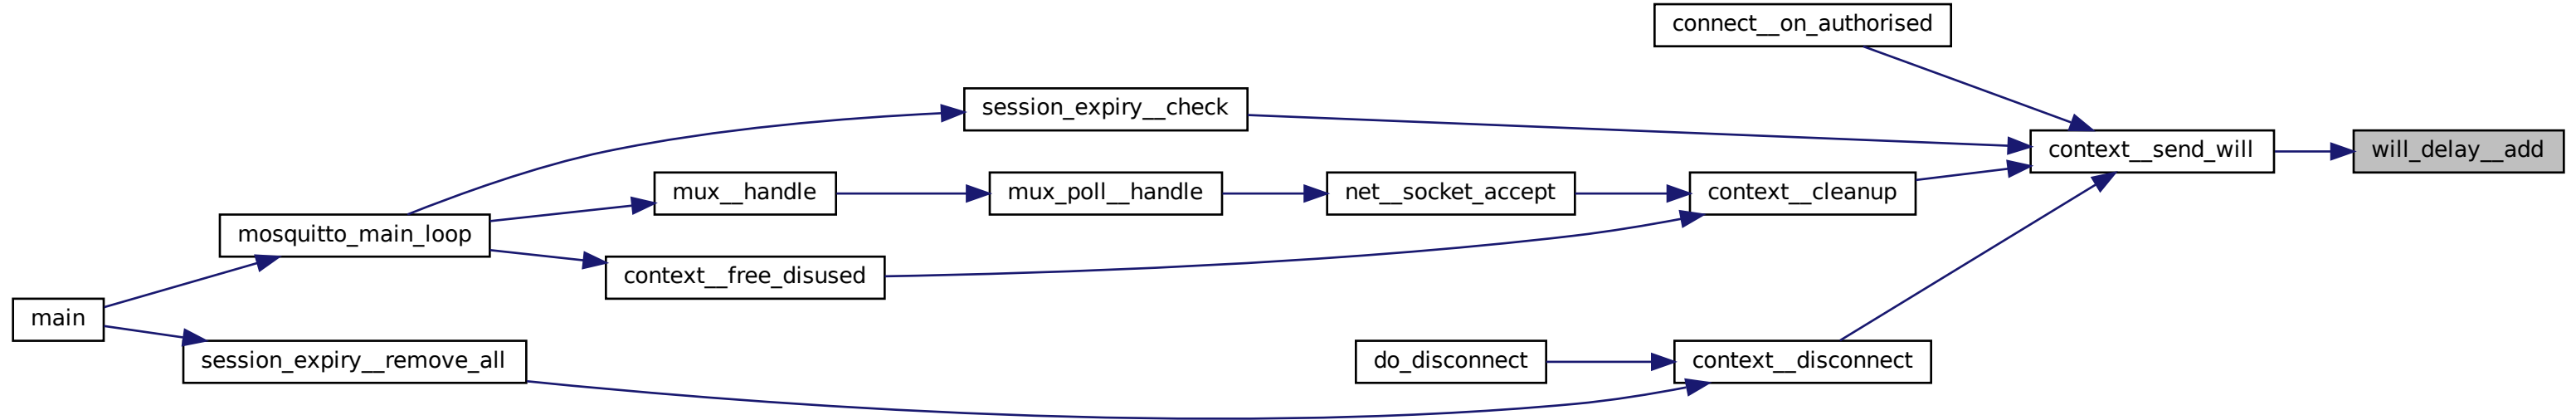 connect__on_authorised
session_expiry__check
context__send_will
will_delay__add
mux__handle
mux_poll__handle
net__socket_accept
context__cleanup
mosquitto_main_loop
context__free_disused
main
session_expiry__remove_all
do_disconnect
context__disconnect